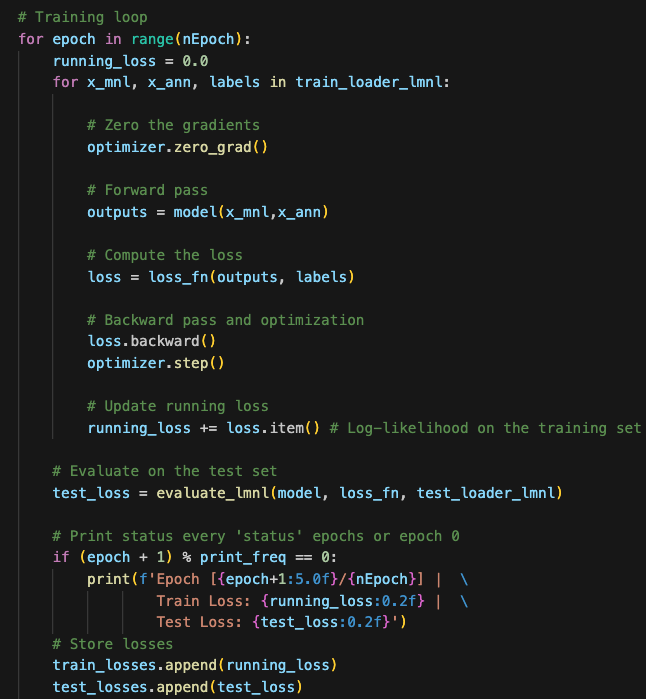 # Training loop
for epoch in range(nEpoch):
    running_loss = 0.0
    for x_mnl, x_ann, labels in train_loader_lmnl:

        # Zero the gradients
        optimizer.zero_grad()

        # Forward pass
        outputs = model(x_mnl,x_ann)

        # Compute the loss
        loss = loss_fn(outputs, labels)

        # Backward pass and optimization
        loss.backward()
        optimizer.step()

        # Update running loss
        running_loss += loss.item() # Log-likelihood on the training set

    # Evaluate on the test set
    test_loss = evaluate_lmnl(model, loss_fn, test_loader_lmnl)

    # Print status every 'status' epochs or epoch 0
    if (epoch + 1) % print_freq == 0:
        print(f'Epoch [{epoch+1:5.0f}/{nEpoch}] |  \
                Train Loss: {running_loss:0.2f} |  \
                Test Loss: {test_loss:0.2f}')
    # Store losses
    train_losses.append(running_loss)
    test_losses.append(test_loss)